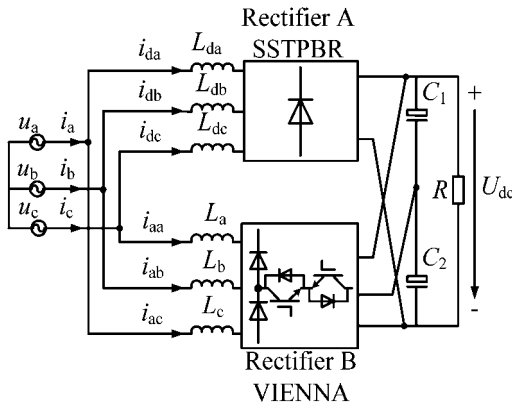 Rectifier A
SSTPBR
i_da L_da
i_db L_db
i_dc L_dc
u_a i_a
u_b i_b
u_c i_c
i_aa L_a
i_ab L_b
i_ac L_c
C_1
C_2
R
+
U_dc
-
Rectifier B
VIENNA